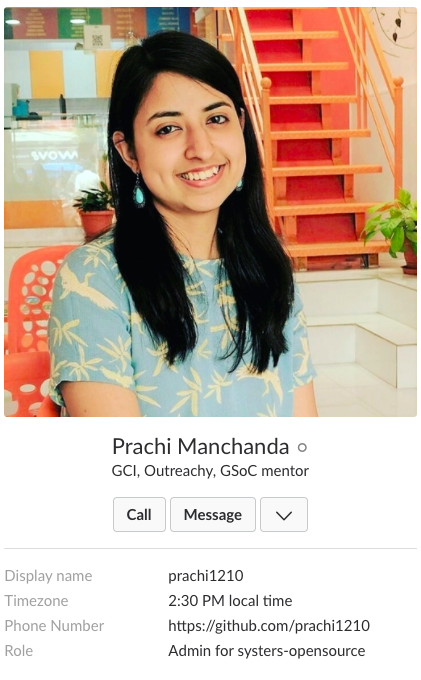 Prachi Manchanda
GCI, Outreachy, GSoC mentor
Call Message
Display name prachi1210
Timezone 2:30 PM local time
Phone Number https://github.com/prachi1210
Role Admin for systers-opensource